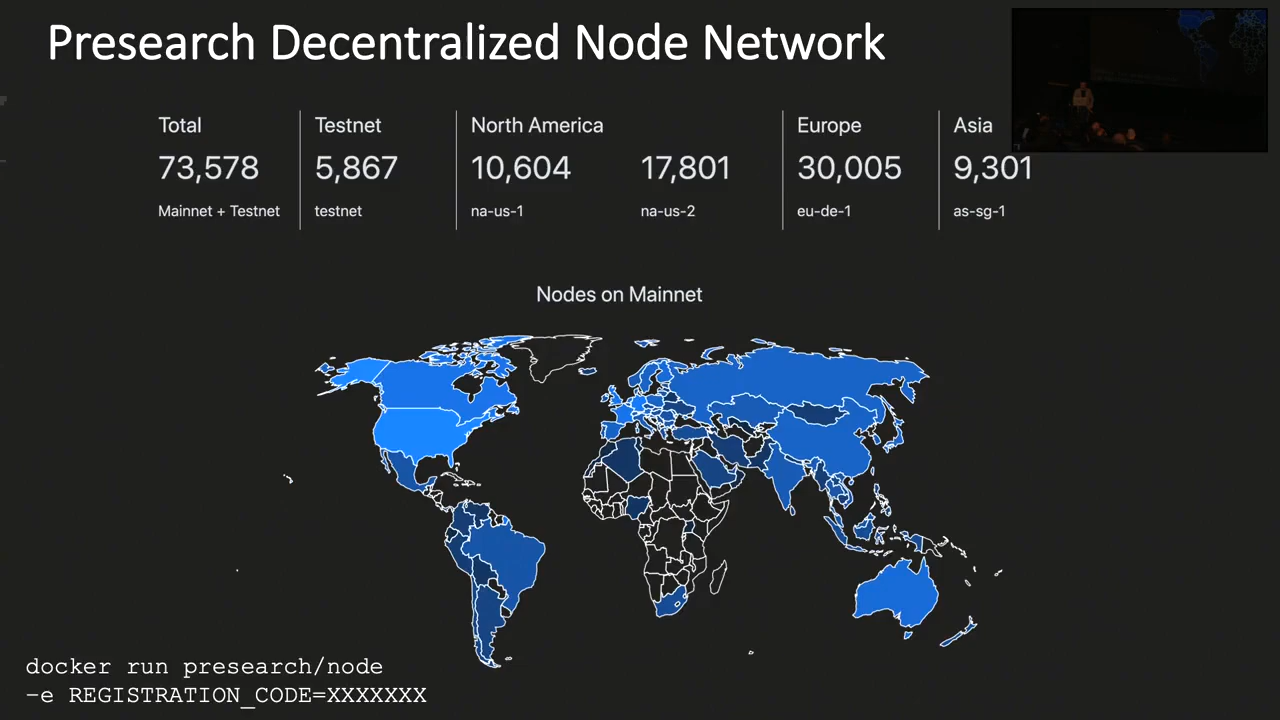 Presearch Decentralized Node Network
Total
Testnet
North America
Europe
Asia
73,578
5,867
10,604
17,801
30,005
9,301
Mainnet + Testnet
testnet
na-us-1
na-us-2
eu-de-1
as-sg-1
Nodes on Mainnet
docker run presearch/node
-e REGISTRATION_CODE=XXXXXXX